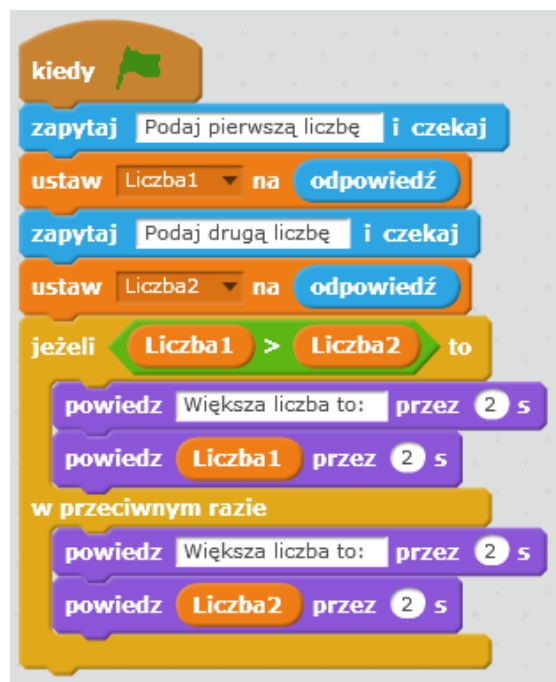 kiedy
zapytaj Podaj pierwszą liczbę i czekaj
ustaw Liczba1 na odpowiedź
zapytaj Podaj drugą liczbę i czekaj
ustaw Liczba2 na odpowiedź
jeżeli Liczba1 > Liczba2 to
powiedz Większa liczba to: przez 2 s
powiedz Liczba1 przez 2 s
w przeciwnym razie
powiedz Większa liczba to: przez 2 s
powiedz Liczba2 przez 2 s